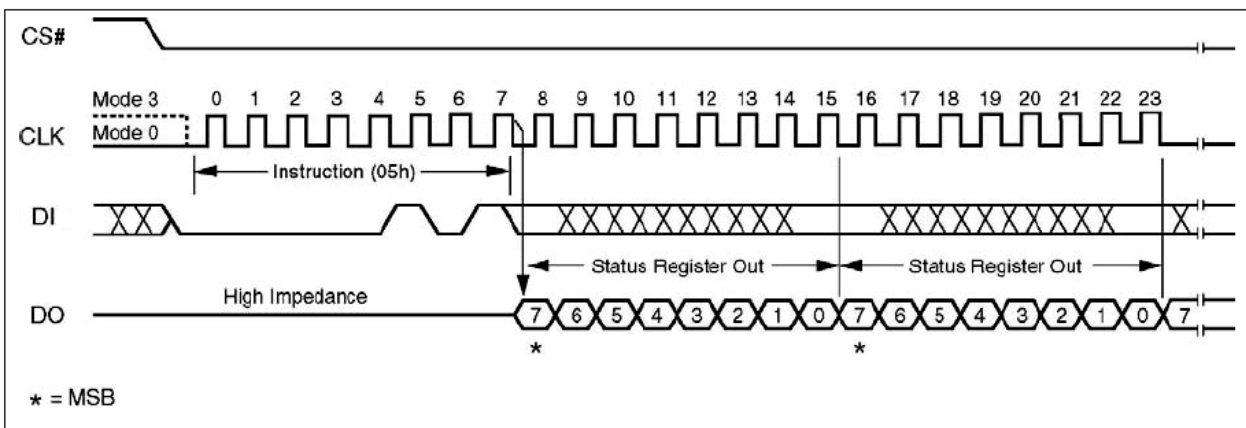 CS#
Mode 3 0 1 2 3 4 5 6 7 8 9 10 11 12 13 14 15 16 17 18 19 20 21 22 23
Mode 0
CLK
Instruction (05h)
DI
Status Register Out Status Register Out
High Impedance
DO 7 6 5 4 3 2 1 0 7 6 5 4 3 2 1 0 7
* *
* = MSB